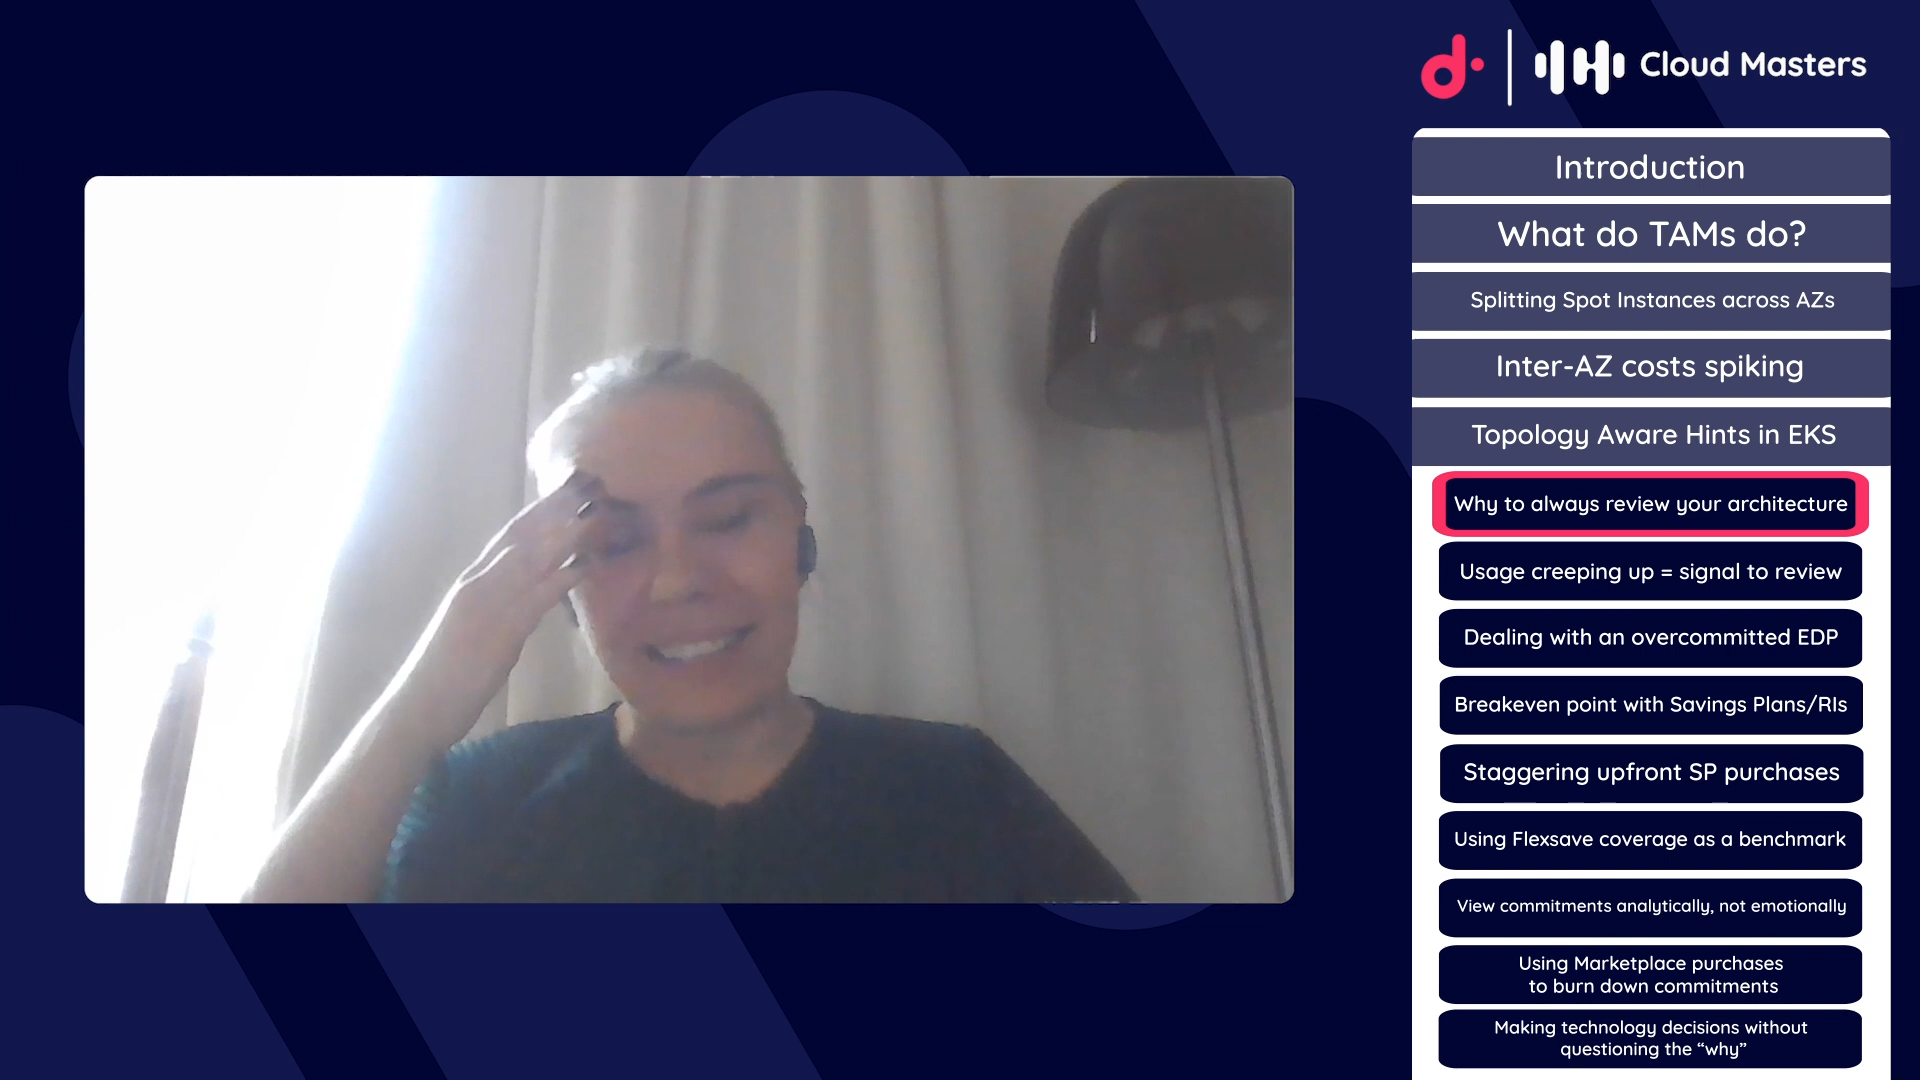 Cloud Masters
Introduction
What do TAMs do?
Splitting Spot Instances across AZs
Inter-AZ costs spiking
Topology Aware Hints in EKS
Why to always review your architecture
Usage creeping up = signal to review
Dealing with an overcommitted EDP
Breakeven point with Savings Plans/RIs
Staggering upfront SP purchases
Using Flexsave coverage as a benchmark
View commitments analytically, not emotionally
Using Marketplace purchases
to burn down commitments
Making technology decisions without
questioning the “why”